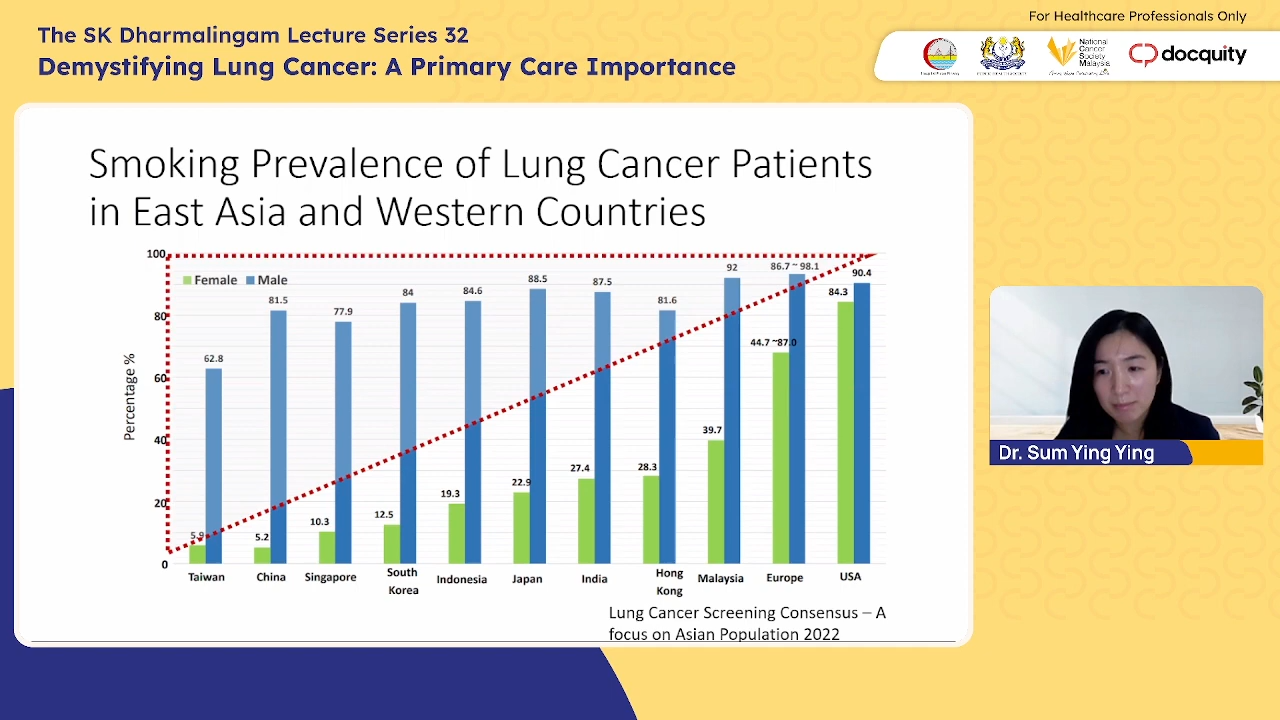 The SK Dharmalingam Lecture Series 32
Demystifying Lung Cancer: A Primary Care Importance
For Healthcare Professionals Only
National
Cancer
Society
Malaysia
docquity
Smoking Prevalence of Lung Cancer Patients
in East Asia and Western Countries
Percentage %
100
80
60
40
20
0
Female
Male
62.8
5.9
81.5
5.2
77.9
10.3
84
12.5
84.6
19.3
88.5
22.9
87.5
27.4
81.6
28.3
92
39.7
86.7 ~ 98.1
44.7 ~87.0
90.4
84.3
Taiwan
China
Singapore
South
Korea
Indonesia
Japan
India
Hong
Kong
Malaysia
Europe
USA
Lung Cancer Screening Consensus – A
focus on Asian Population 2022
Dr. Sum Ying Ying